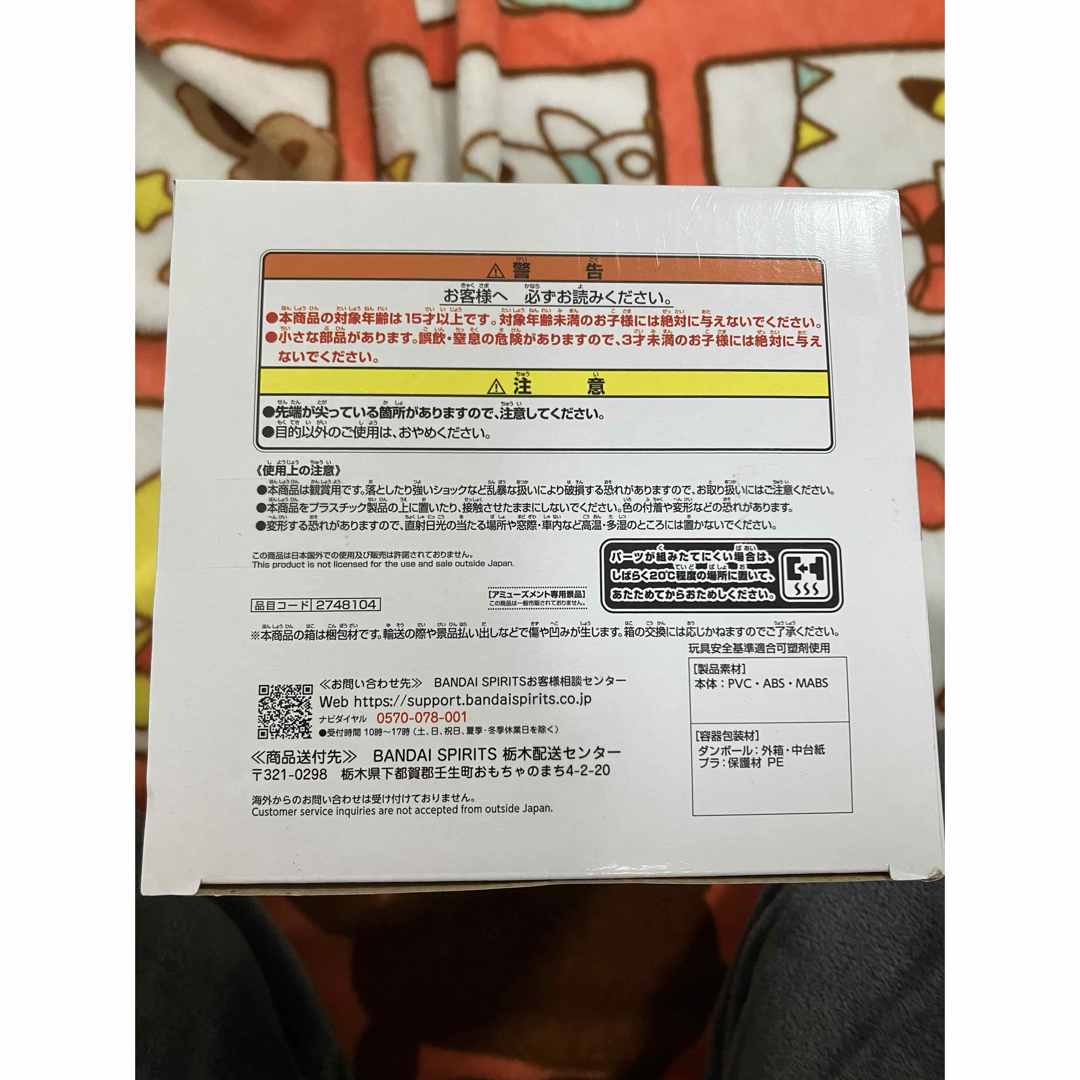 ⚠警告
お客様へ 必ずお読みください。
●本商品の対象年齢は15才以上です。対象年齢未満のお子様には絶対に与えないでください。
●小さな部品があります。誤飲・窒息の危険がありますので、3才未満のお子様には絶対に与え
ないでください。
⚠注意
●先端が尖っている箇所がありますので、注意してください。
●目的以外のご使用は、おやめください。
《使用上の注意》
●本商品は観賞用です。落としたり強いショックなど乱暴な扱いにより破損する恐れがありますので、お取り扱いにはご注意ください。
●本商品をプラスチック製品の上に置いたり、接触させたままにしないでください。色の付着や変形などの恐れがあります。
●変形する恐れがありますので、直射日光の当たる場所や窓際・車内など高温・多湿のところには置かないでください。
この商品は日本国外での使用及び販売は許諾されておりません。
This product is not licensed for the use and sale outside Japan.
パーツが組みたてにくい場合は、
しばらく20℃程度の場所に置いて、
あたためてからおためしください。
[アミューズメント専用景品]
この商品は一般市販されておりません。
品目コード 2748104
※本商品の箱は梱包材です。輸送の際や景品払い出しなどで傷や凹みが生じます。箱の交換には応じかねますのでご了承ください。
玩具安全基準適合可塑剤使用
[製品素材]
本体:PVC・ABS・MABS
[容器包装材]
ダンボール:外箱・中台紙
プラ:保護材 PE
≪お問い合わせ先≫ BANDAI SPIRITSお客様相談センター
Web https://support.bandaispirits.co.jp
ナビダイヤル 0570-078-001
●受付時間 10時~17時(土、日、祝日、夏季・冬季休業日を除く)
≪商品送付先≫ BANDAI SPIRITS 栃木配送センター
〒321-0298 栃木県下都賀郡壬生町おもちゃのまち4-2-20
海外からのお問い合わせは受け付けておりません。
Customer service inquiries are not accepted from outside Japan.